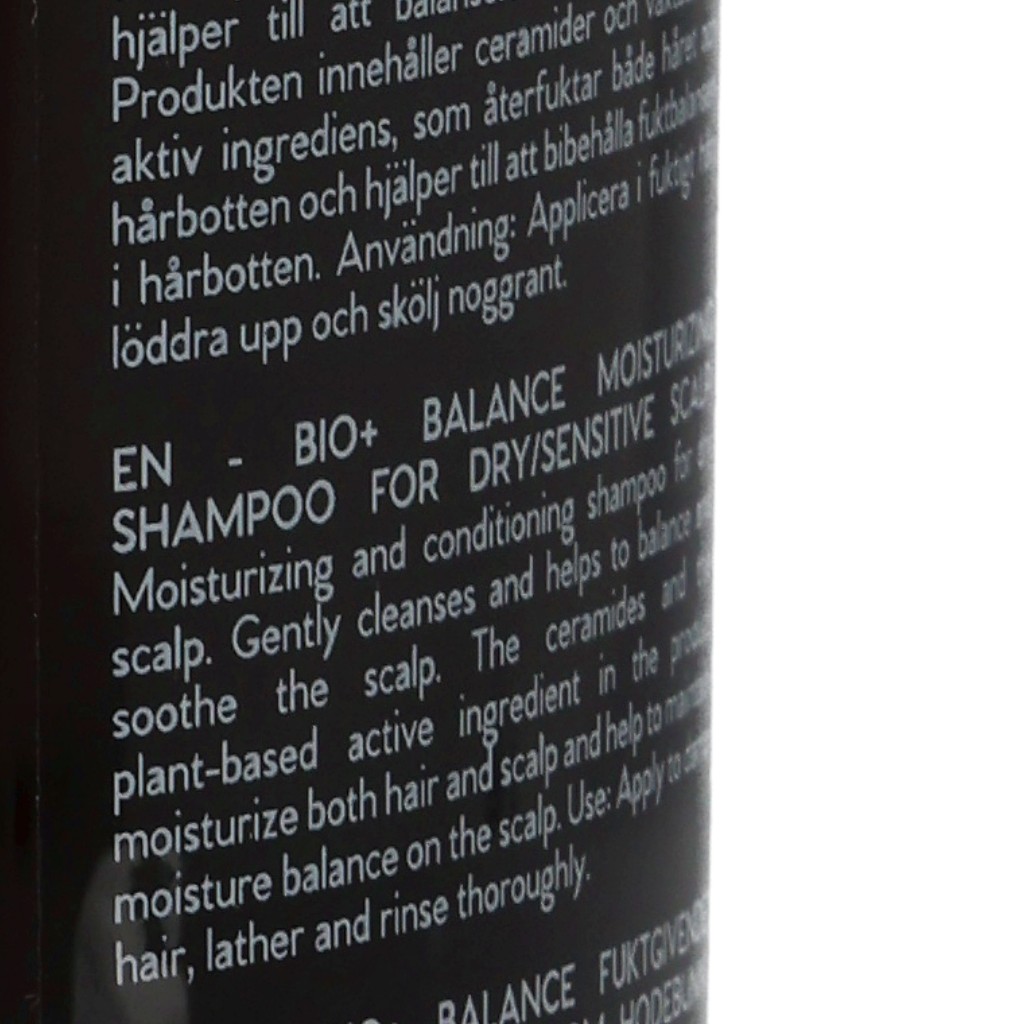 hjälper till att
Produkten innehåller ceramider och
aktiv ingrediens, som återfuktar både håret
hårbotten och hjälper till att bibehålla fuktbalansen
i hårbotten. Användning: Applicera i fuktigt
löddra upp och skölj noggrant.
EN - BIO+ BALANCE MOISTURIZING
SHAMPOO FOR DRY/SENSITIVE SCALP
Moisturizing and conditioning shampoo for
scalp. Gently cleanses and helps to balance
soothe the scalp. The ceramides and
plant-based active ingredient in the
moisturize both hair and scalp and help to
moisture balance on the scalp. Use: Apply to
hair, lather and rinse thoroughly.
BALANCE FUKTGIVENDE